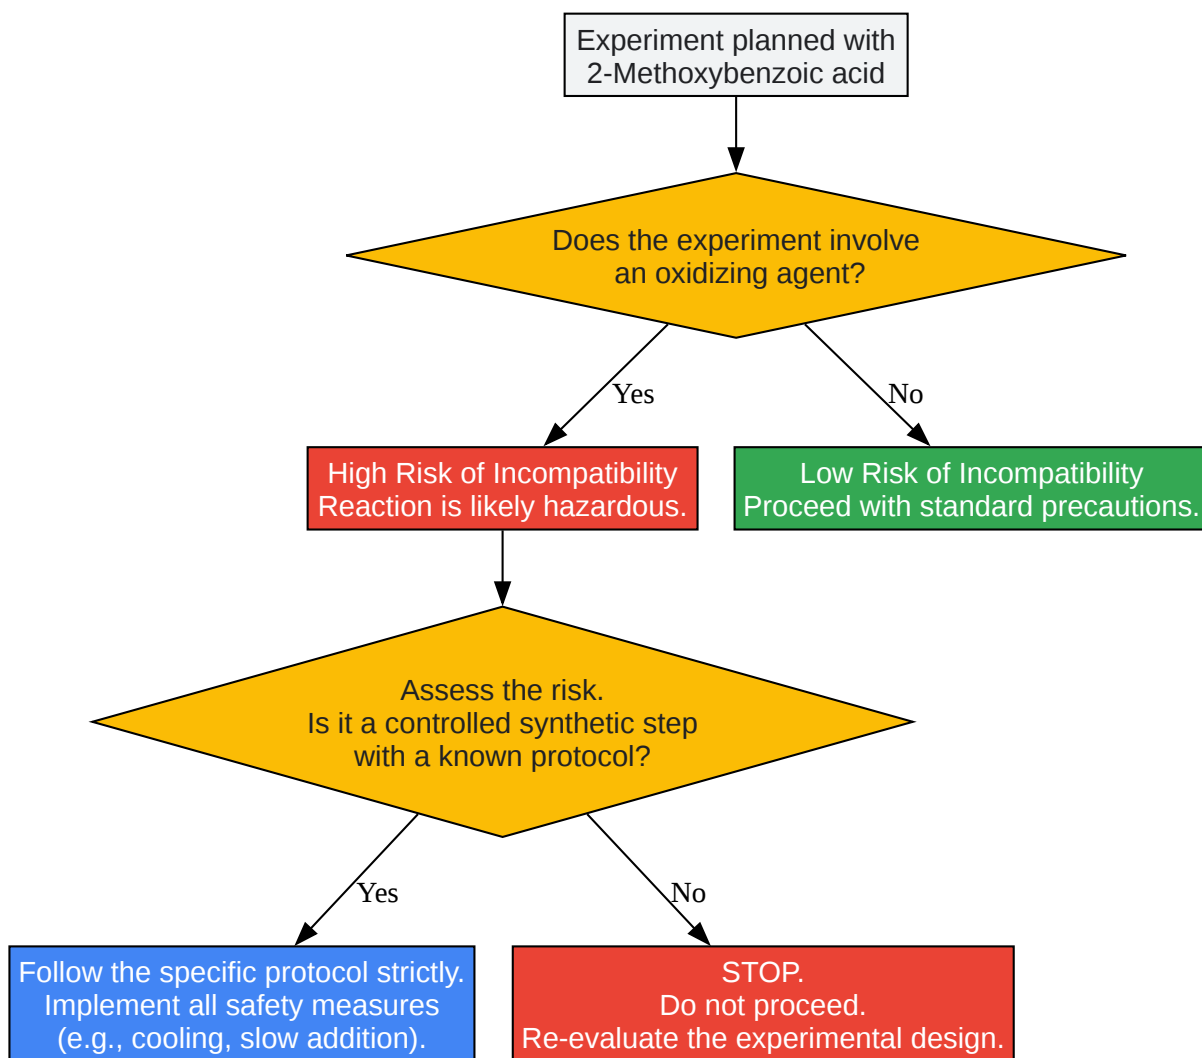 Experiment planned with
2-Methoxybenzoic acid
Does the experiment involve
an oxidizing agent?
Yes
No
High Risk of Incompatibility
Reaction is likely hazardous.
Low Risk of Incompatibility
Proceed with standard precautions.
Assess the risk.
Is it a controlled synthetic step
with a known protocol?
Yes
No
Follow the specific protocol strictly.
Implement all safety measures
(e.g., cooling, slow addition).
STOP.
Do not proceed.
Re-evaluate the experimental design.